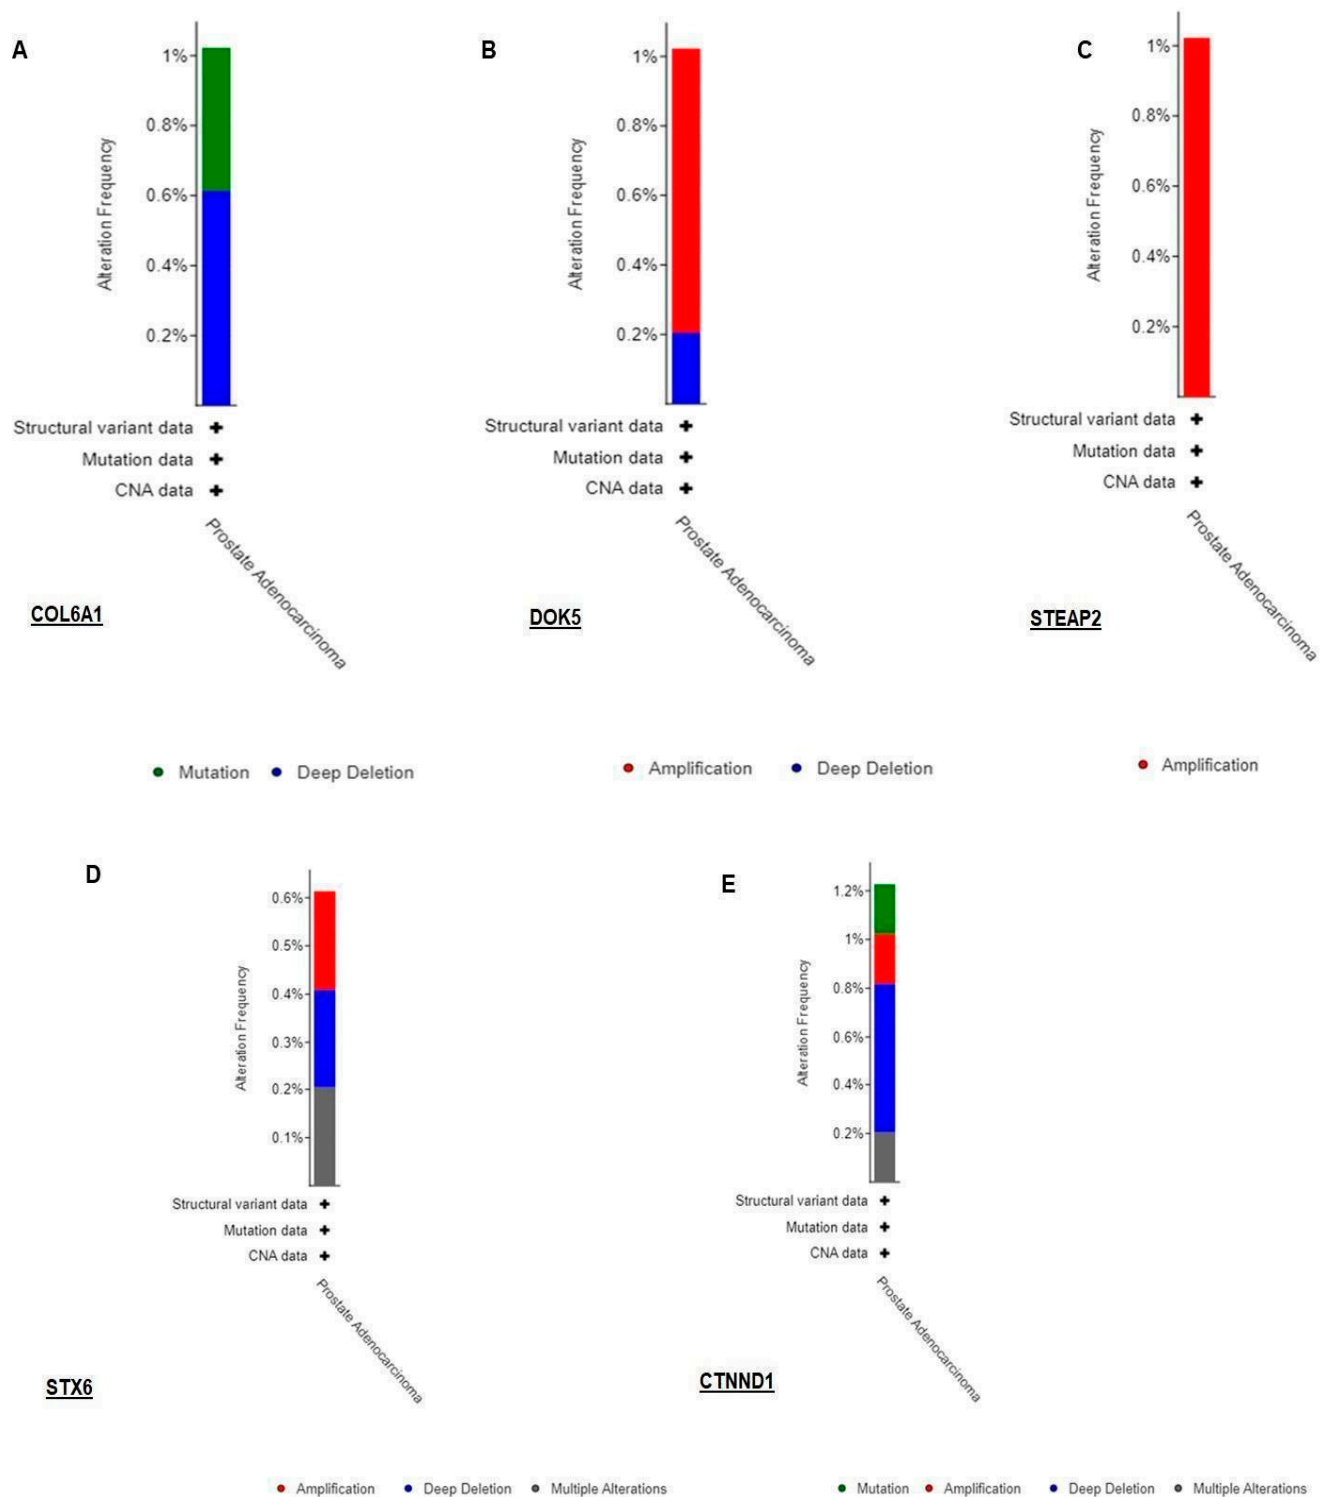 A
1%
0.8%
0.6%
0.4%
0.2%
Alteration Frequency
Structural variant data
Mutation data
CNA data
Prostate Adenocarcinoma
COL6A1
Mutation Deep Deletion
B
1%
0.8%
0.6%
0.4%
0.2%
Alteration Frequency
Structural variant data
Mutation data
CNA data
Prostate Adenocarcinoma
DOK5
Amplification Deep Deletion
C
1%
0.8%
0.6%
0.4%
0.2%
Alteration Frequency
Structural variant data
Mutation data
CNA data
Prostate Adenocarcinoma
STEAP2
Amplification
D
0.6%
0.5%
0.4%
0.3%
0.2%
0.1%
Alteration Frequency
Structural variant data
Mutation data
CNA data
Prostate Adenocarcinoma
STX6
Amplification Deep Deletion Multiple Alterations
E
1.2%
1%
0.8%
0.6%
0.4%
0.2%
Alteration Frequency
Structural variant data
Mutation data
CNA data
Prostate Adenocarcinoma
CTNND1
Mutation Amplification Deep Deletion Multiple Alterations